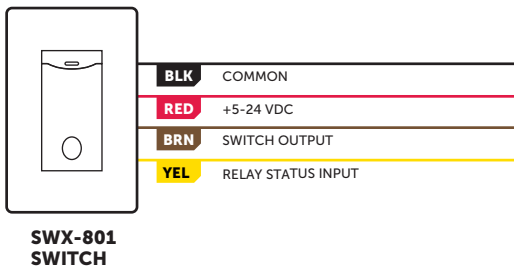 BLK COMMON
RED +5-24 VDC
BRN SWITCH OUTPUT
YEL RELAY STATUS INPUT
SWX-801
SWITCH